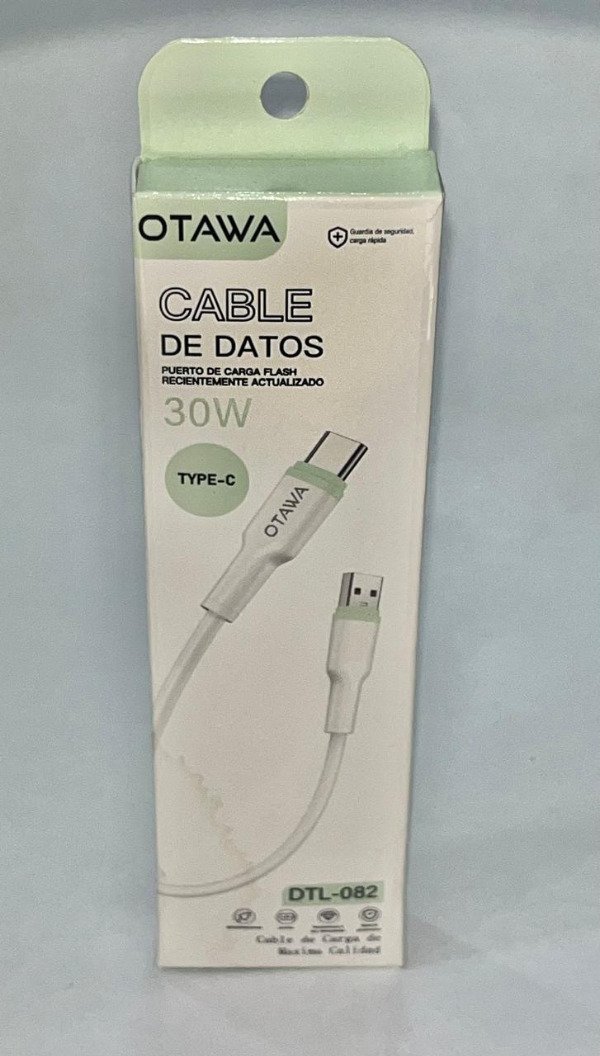 OTAWA
Guardia de seguridad,
carga rápida
CABLE
DE DATOS
PUERTO DE CARGA FLASH
RECIENTEMENTE ACTUALIZADO
30W
TYPE-C
OTAWA
DTL-082
Cable de Carga de
Maxima Calidad